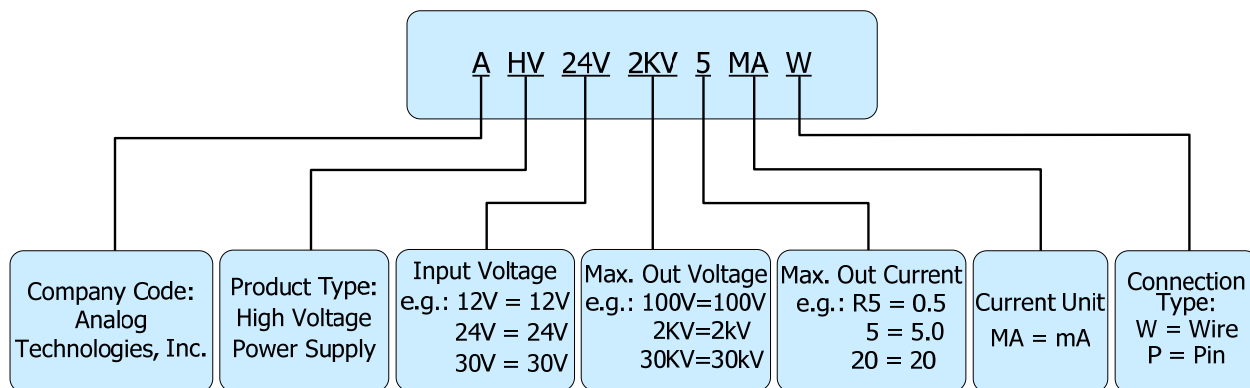 A HV 24V 2KV 5 MA W
Company Code:
Analog
Technologies, Inc.
Product Type:
High Voltage
Power Supply
Input Voltage
e.g.: 12V = 12V
24V = 24V
30V = 30V
Max. Out Voltage
e.g.: 100V=100V
2KV=2kV
30KV=30kV
Max. Out Current
e.g.: R5 = 0.5
5 = 5.0
20 = 20
Current Unit
MA = mA
Connection
Type:
W = Wire
P = Pin